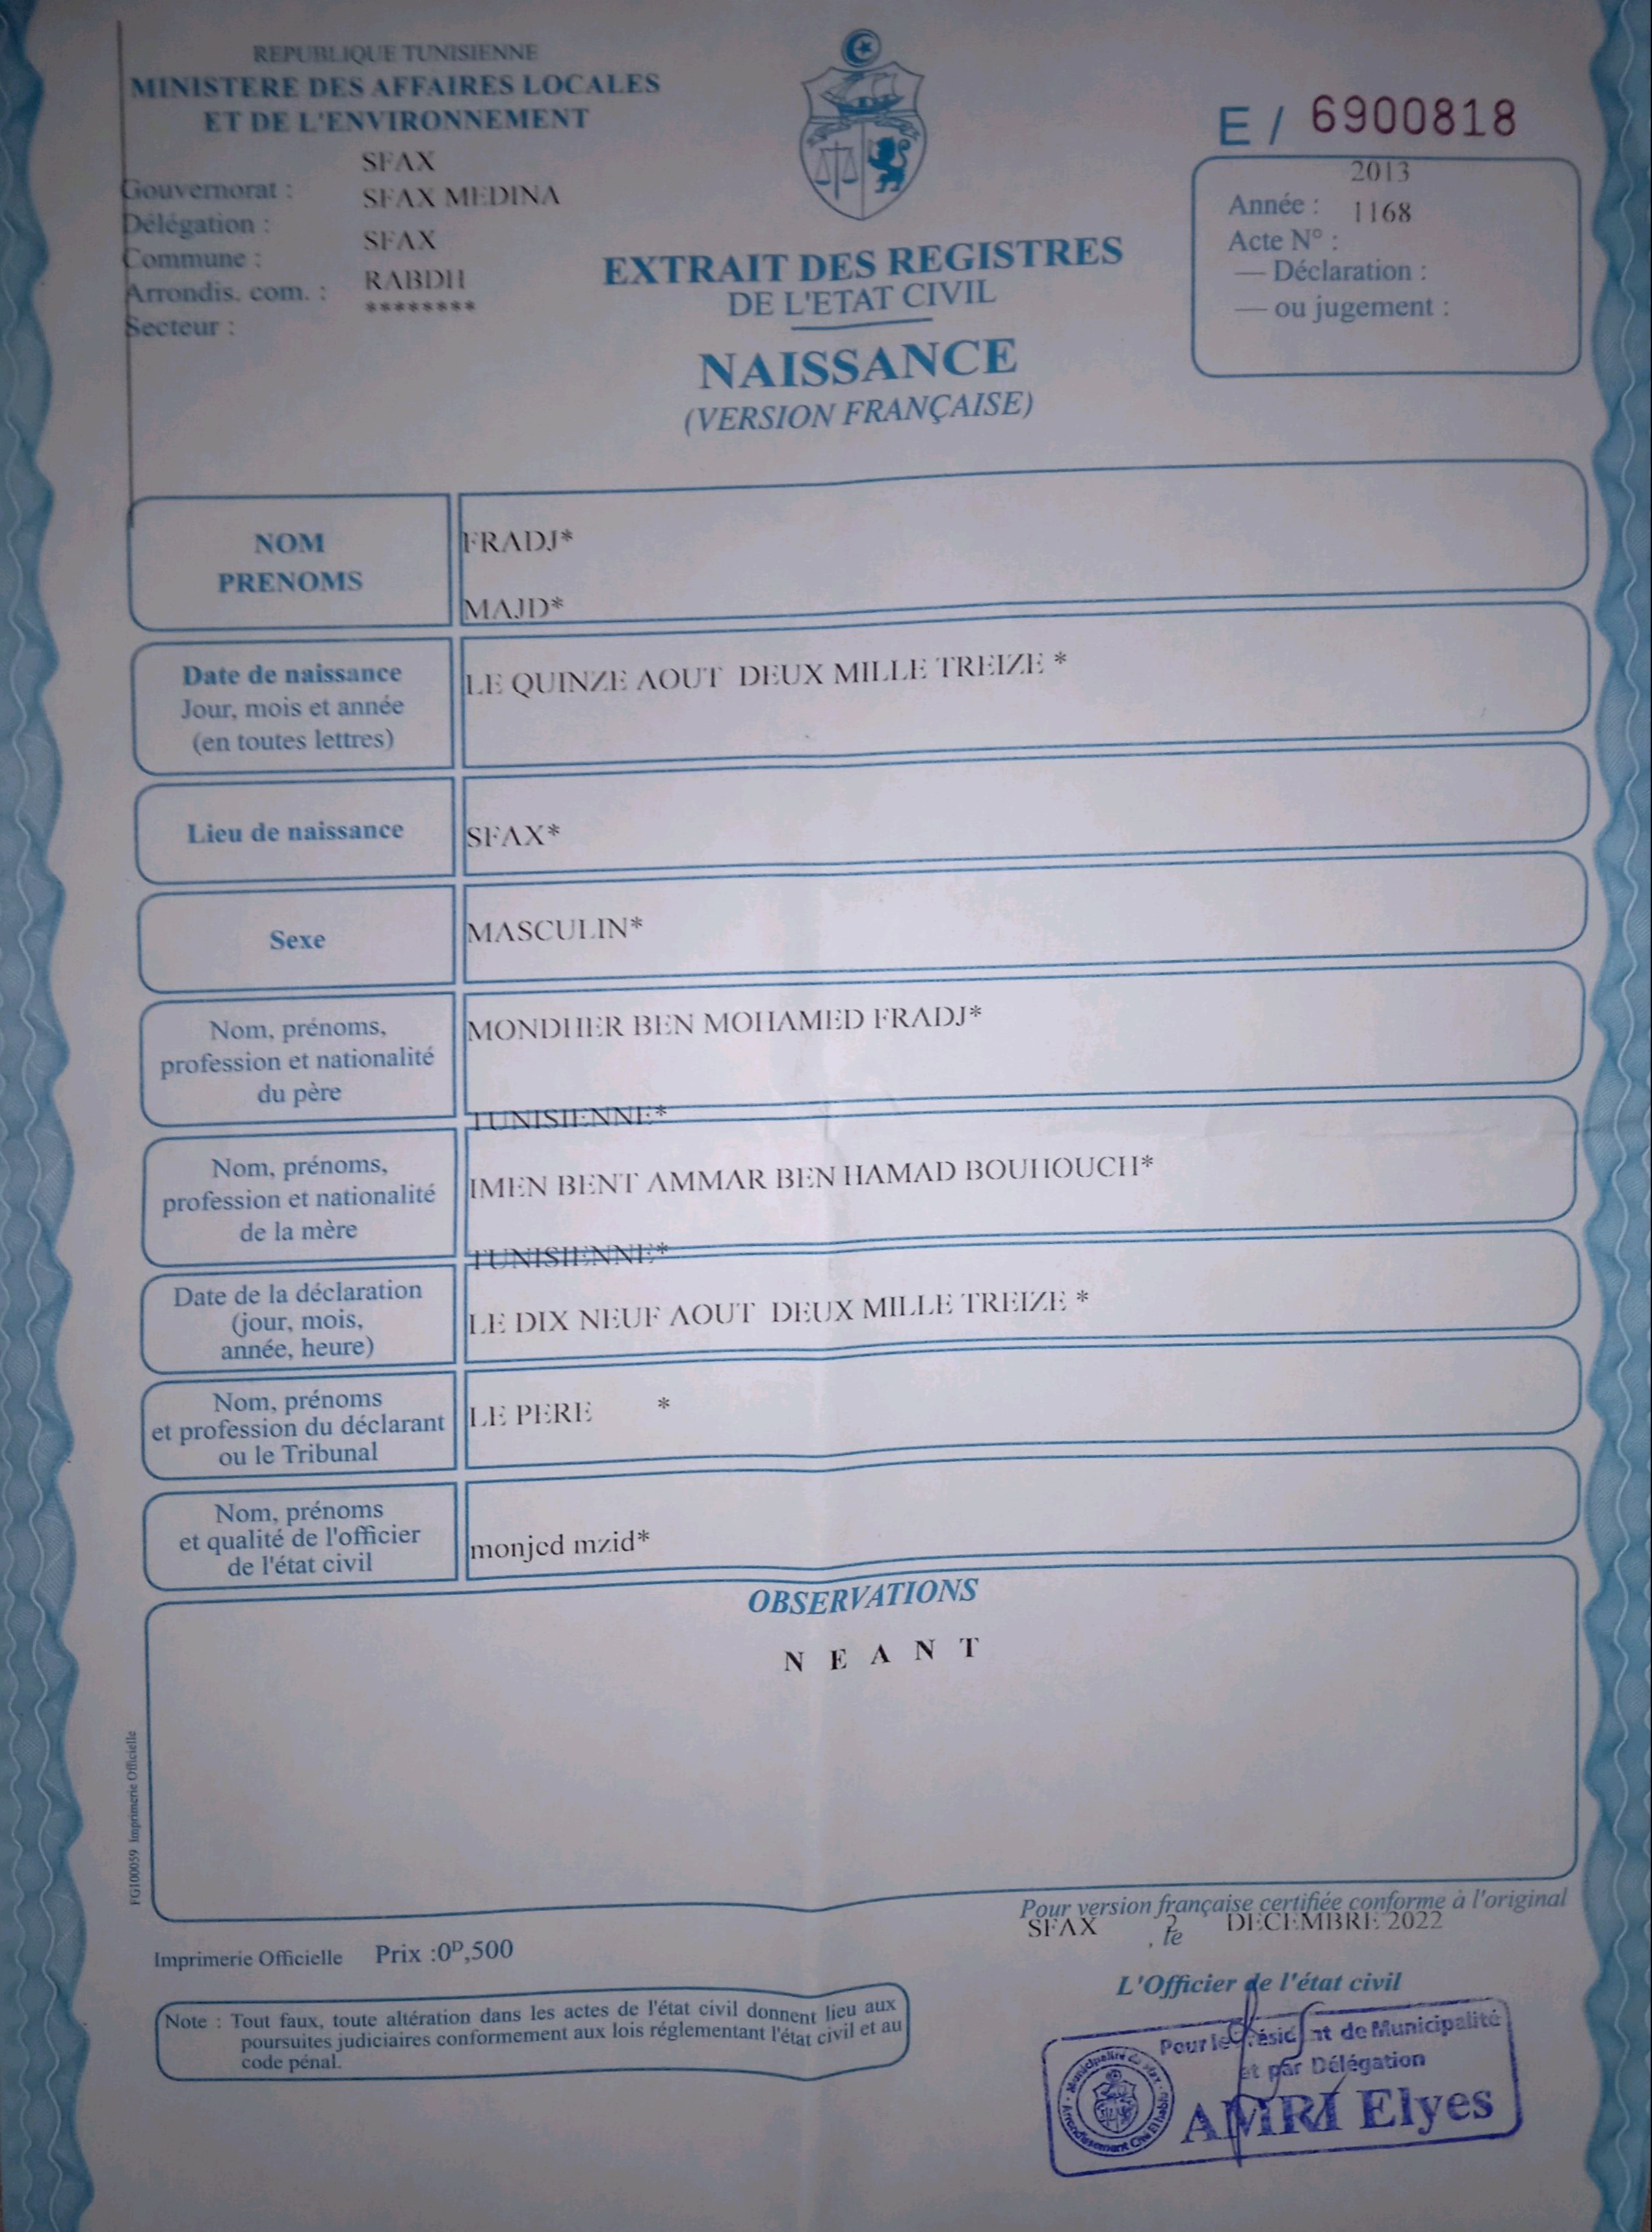 REPUBLIQUE TUNISIENNE
MINISTERE DES AFFAIRES LOCALES
ET DE L'ENVIRONNEMENT
SFAX
Gouvernorat :
SFAX MEDINA
Délégation :
SFAX
Commune :
RABDH
Arrondis. com. :
********
Secteur :
E / 6900818
2013
Année :
1168
Acte N° :
— Déclaration :
— ou jugement :
EXTRAIT DES REGISTRES
DE L'ETAT CIVIL
NAISSANCE
(VERSION FRANÇAISE)
NOM
PRENOMS
FRADJ*
MAJD*
Date de naissance
Jour, mois et année
(en toutes lettres)
LE QUINZE AOUT DEUX MILLE TREIZE *
Lieu de naissance
SFAX*
Sexe
MASCULIN*
Nom, prénoms,
profession et nationalité
du père
MONDHER BEN MOHAMED FRADJ*
TUNISIENNE*
Nom, prénoms,
profession et nationalité
de la mère
IMEN BENT AMMAR BEN HAMAD BOUHOUCH*
TUNISIENNE*
Date de la déclaration
(jour, mois,
année, heure)
LE DIX NEUF AOUT DEUX MILLE TREIZE *
Nom, prénoms
et profession du déclarant
ou le Tribunal
LE PERE *
Nom, prénoms
et qualité de l'officier
de l'état civil
monjed mzid*
OBSERVATIONS
N E A N T
FG100059 Imprimerie Officielle
Pour version française certifiée conforme à l'original
SFAX , le 2 DECEMBRE 2022
Imprimerie Officielle Prix :0D,500
L'Officier de l'état civil
Note : Tout faux, toute altération dans les actes de l'état civil donnent lieu aux
poursuites judiciaires conformement aux lois réglementant l'état civil et au
code pénal.
Pour le Président de Municipalité
et par Délégation
AMRI Elyes